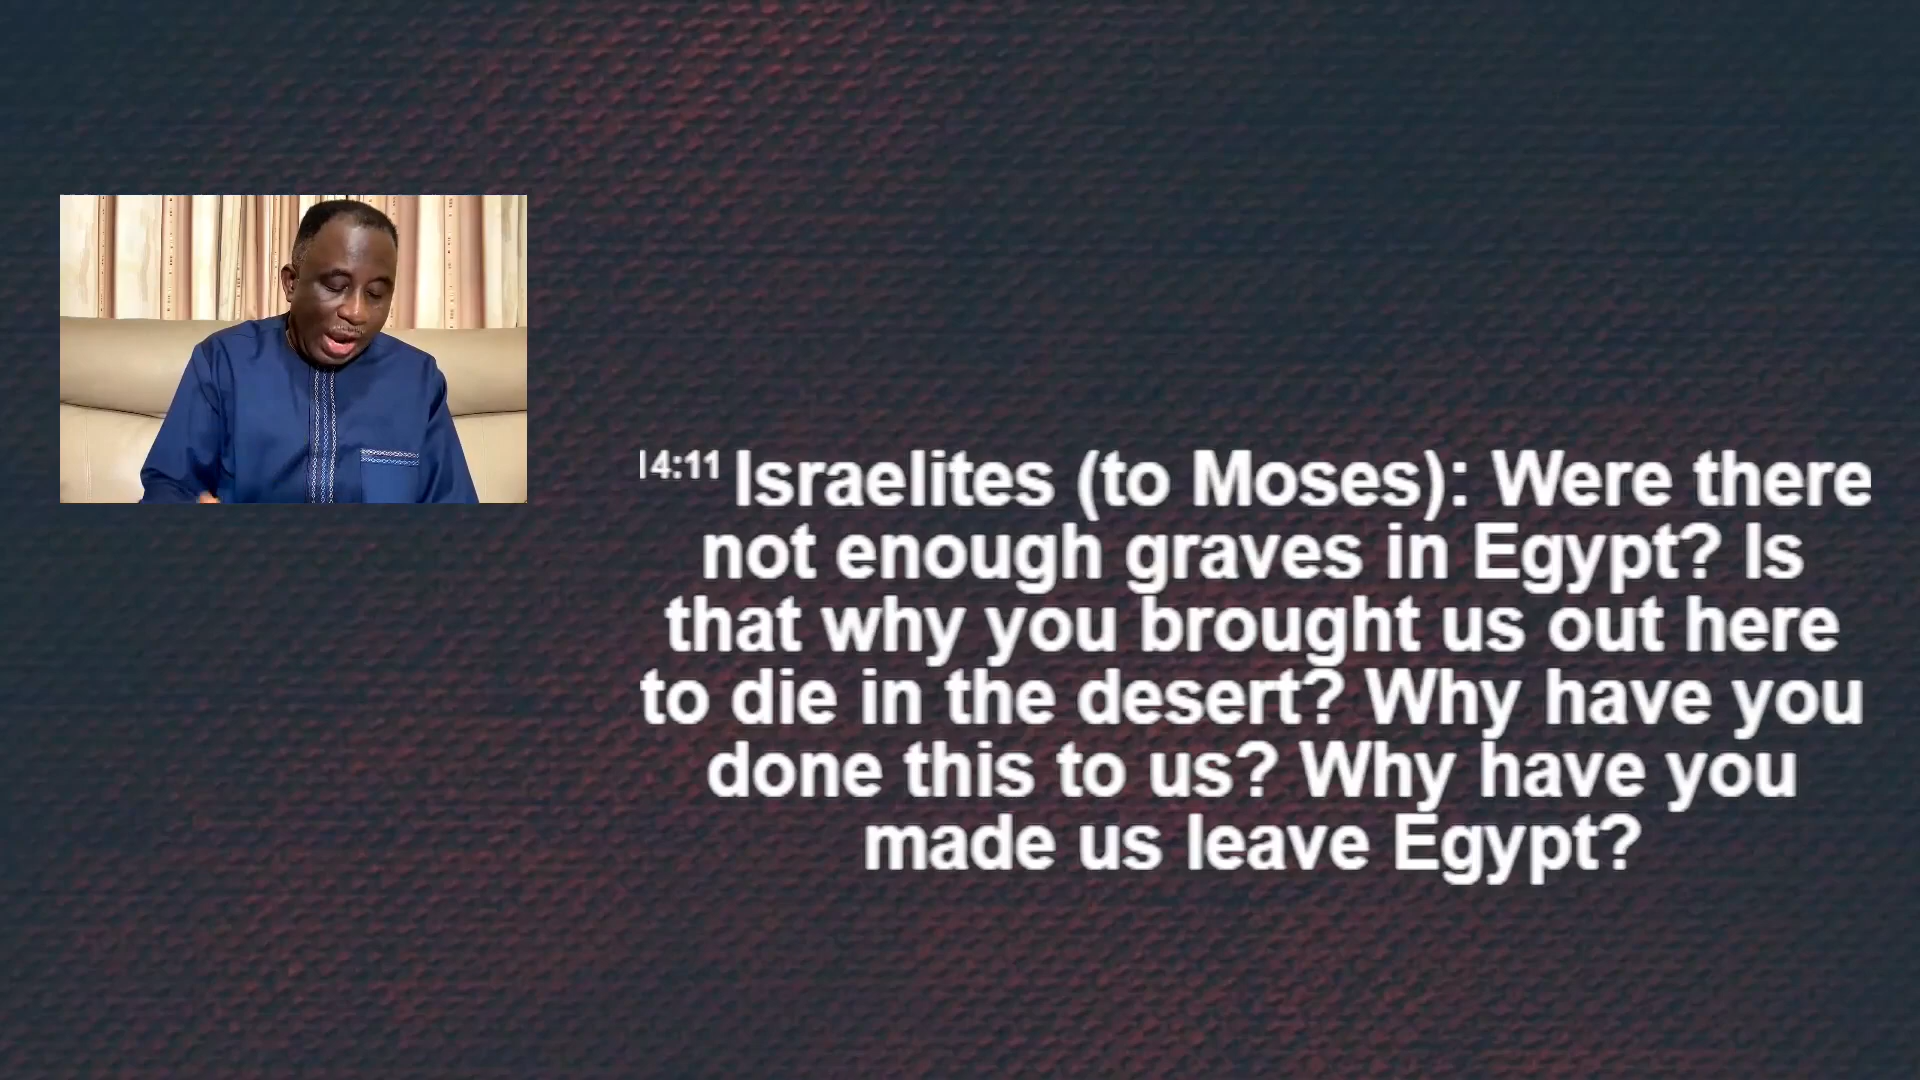 14:11 Israelites (to Moses): Were there
not enough graves in Egypt? Is
that why you brought us out here
to die in the desert? Why have you
done this to us? Why have you
made us leave Egypt?